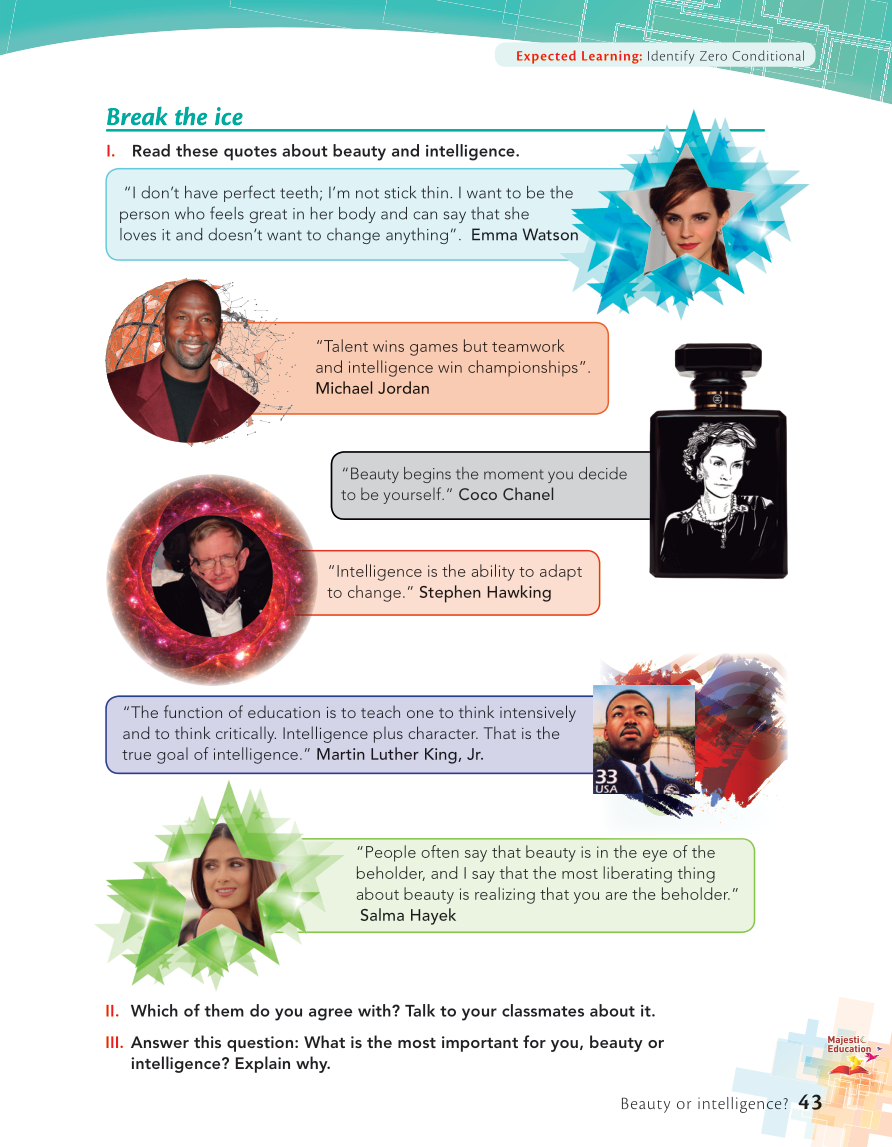 Expected Learning: Identify Zero Conditional
Break the ice
I. Read these quotes about beauty and intelligence.
“I don’t have perfect teeth; I’m not stick thin. I want to be the
person who feels great in her body and can say that she
loves it and doesn’t want to change anything”. Emma Watson
“Talent wins games but teamwork
and intelligence win championships”.
Michael Jordan
“Beauty begins the moment you decide
to be yourself.” Coco Chanel
“Intelligence is the ability to adapt
to change.” Stephen Hawking
“The function of education is to teach one to think intensively
and to think critically. Intelligence plus character. That is the
true goal of intelligence.” Martin Luther King, Jr.
33
USA
“People often say that beauty is in the eye of the
beholder, and I say that the most liberating thing
about beauty is realizing that you are the beholder.”
Salma Hayek
II. Which of them do you agree with? Talk to your classmates about it.
III. Answer this question: What is the most important for you, beauty or
intelligence? Explain why.
Majestic
Education
Beauty or intelligence? 43